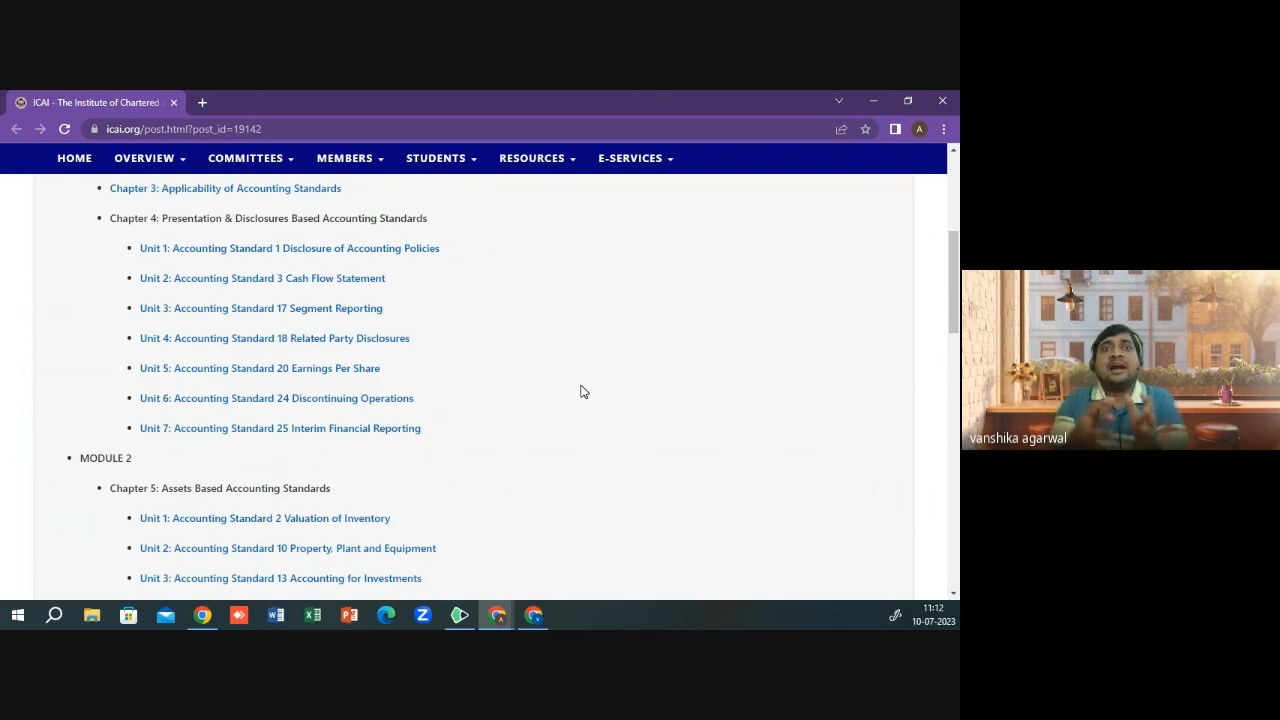 ICAI - The Institute of Chartered
icai.org/post.html?post_id=19142
A
HOME OVERVIEW COMMITTEES MEMBERS STUDENTS RESOURCES E-SERVICES
Chapter 3: Applicability of Accounting Standards
Chapter 4: Presentation & Disclosures Based Accounting Standards
Unit 1: Accounting Standard 1 Disclosure of Accounting Policies
Unit 2: Accounting Standard 3 Cash Flow Statement
Unit 3: Accounting Standard 17 Segment Reporting
Unit 4: Accounting Standard 18 Related Party Disclosures
Unit 5: Accounting Standard 20 Earnings Per Share
Unit 6: Accounting Standard 24 Discontinuing Operations
Unit 7: Accounting Standard 25 Interim Financial Reporting
MODULE 2
Chapter 5: Assets Based Accounting Standards
Unit 1: Accounting Standard 2 Valuation of Inventory
Unit 2: Accounting Standard 10 Property, Plant and Equipment
Unit 3: Accounting Standard 13 Accounting for Investments
11:12
10-07-2023
vanshika agarwal